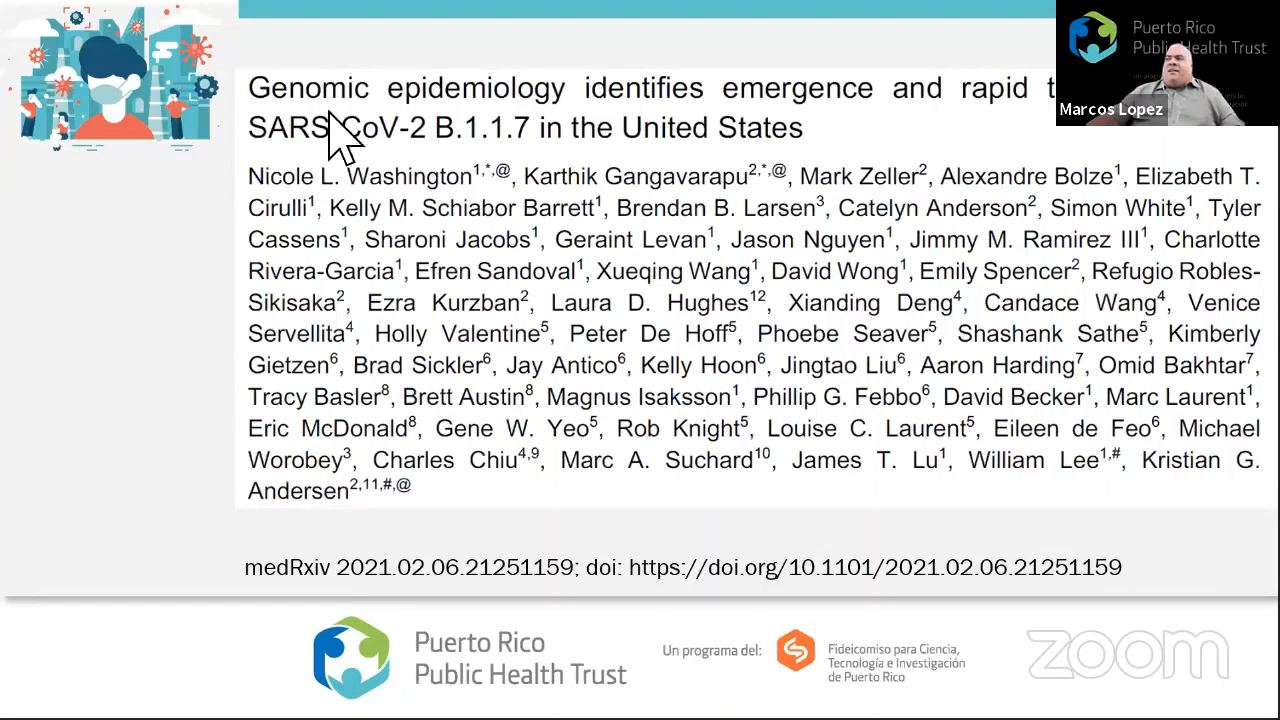 Genomic epidemiology identifies emergence and rapid
SARS-CoV-2 B.1.1.7 in the United States
Nicole L. Washington1,*,@, Karthik Gangavarapu2,*,@, Mark Zeller2, Alexandre Bolze1, Elizabeth T.
Cirulli1, Kelly M. Schiabor Barrett1, Brendan B. Larsen3, Catelyn Anderson2, Simon White1, Tyler
Cassens1, Sharoni Jacobs1, Geraint Levan1, Jason Nguyen1, Jimmy M. Ramirez III1, Charlotte
Rivera-Garcia1, Efren Sandoval1, Xueqing Wang1, David Wong1, Emily Spencer2, Refugio Robles-
Sikisaka2, Ezra Kurzban2, Laura D. Hughes12, Xianding Deng4, Candace Wang4, Venice
Servellita4, Holly Valentine5, Peter De Hoff5, Phoebe Seaver5, Shashank Sathe5, Kimberly
Gietzen6, Brad Sickler6, Jay Antico6, Kelly Hoon6, Jingtao Liu6, Aaron Harding7, Omid Bakhtar7,
Tracy Basler8, Brett Austin8, Magnus Isaksson1, Phillip G. Febbo6, David Becker1, Marc Laurent1,
Eric McDonald8, Gene W. Yeo5, Rob Knight5, Louise C. Laurent5, Eileen de Feo6, Michael
Worobey3, Charles Chiu4,9, Marc A. Suchard10, James T. Lu1, William Lee1,#, Kristian G.
Andersen2,11,#,@
medRxiv 2021.02.06.21251159; doi: https://doi.org/10.1101/2021.02.06.21251159
Puerto Rico
Public Health Trust
Marcos Lopez
Puerto Rico
Public Health Trust
Un programa del:
Fideicomiso para Ciencia,
Tecnología e Investigación
de Puerto Rico
zoom